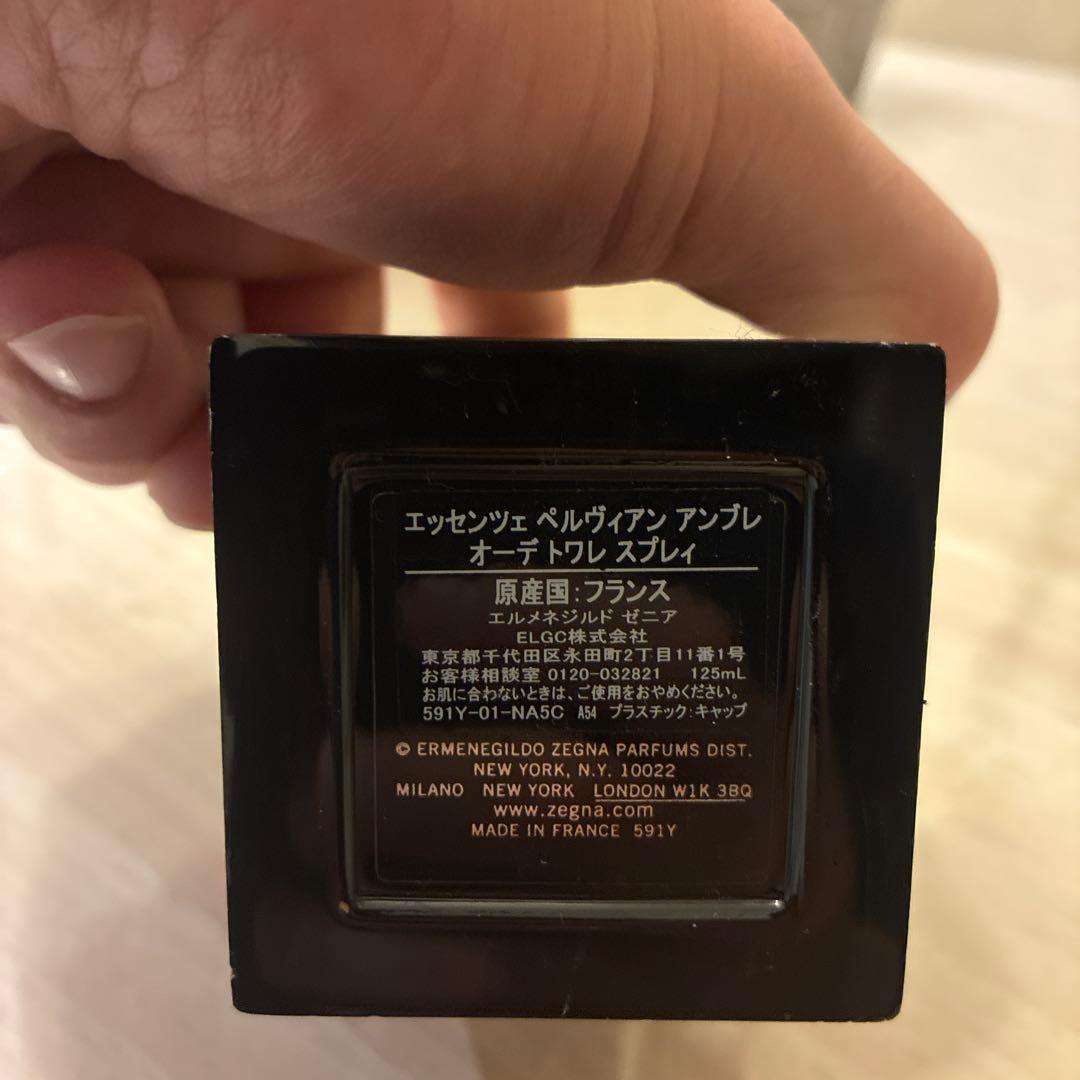 エッセンツェ ペルヴィアン アンブレ
オーデ トワレ スプレィ
原産国:フランス
エルメネジルド ゼニア
ELGC株式会社
東京都千代田区永田町2丁目11番1号
お客様相談室 0120-032821 125mL
お肌に合わないときは、ご使用をおやめください。
591Y-01-NA5C A54 プラスチック:キャップ
© ERMENEGILDO ZEGNA PARFUMS DIST.
NEW YORK, N.Y. 10022
MILANO NEW YORK LONDON W1K 3BQ
www.zegna.com
MADE IN FRANCE 591Y